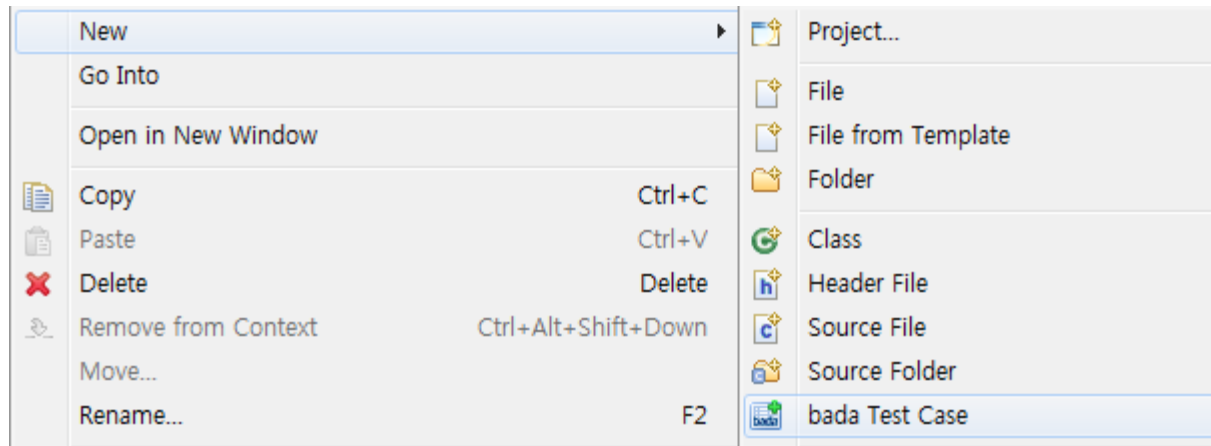 New
Go Into
Open in New Window
Copy Ctrl+C
Paste Ctrl+V
Delete Delete
Remove from Context Ctrl+Alt+Shift+Down
Move...
Rename... F2
Project...
File
File from Template
Folder
Class
Header File
Source File
Source Folder
bada Test Case